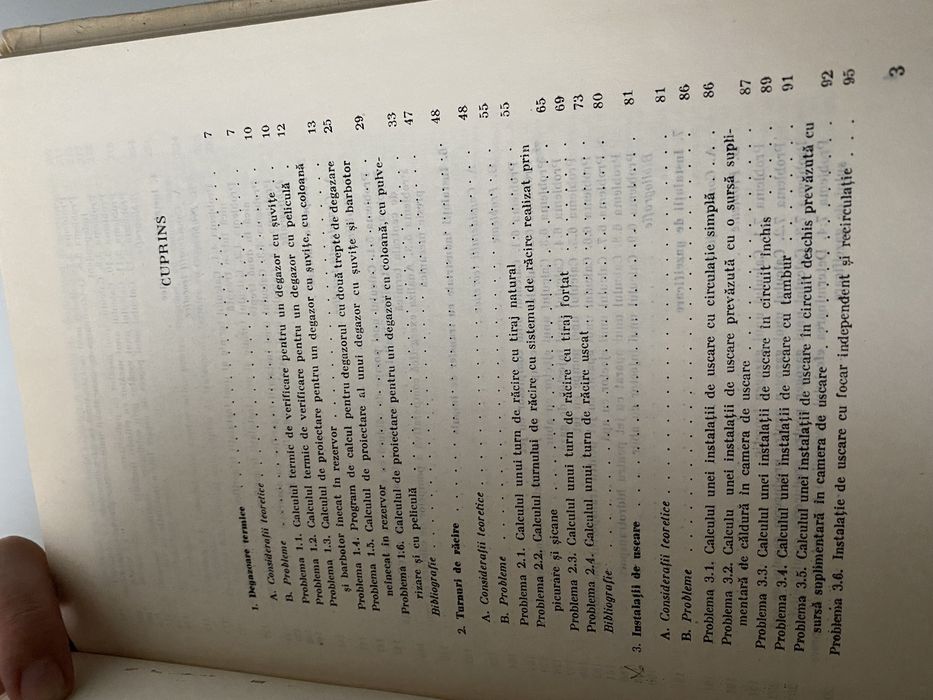 CUPRINS
1. Degazoare termice . . . . . . . . . . 7
A. Considerații teoretice . . . . . . . . . . 7
B. Probleme . . . . . . . . . . 10
Problema 1.1. Calculul termic de verificare pentru un degazor cu șuvițe . 10
Problema 1.2. Calculul termic de verificare pentru un degazor cu peliculă . 12
Problema 1.3. Calculul de proiectare pentru un degazor cu șuvițe, cu coloană
și barbotor înecat în rezervor . . . . . . . . . . 13
Problema 1.4. Program de calcul pentru degazorul cu două trepte de degazare 25
Problema 1.5. Calculul de proiectare al unui degazor cu șuvițe și barbotor
neînecat în rezervor . . . . . . . . . . 29
Problema 1.6. Calculul de proiectare pentru un degazor cu coloană, cu pulve-
rizare și cu peliculă . . . . . . . . . . 33
Bibliografie . . . . . . . . . . 47
2. Turnuri de răcire . . . . . . . . . . 48
A. Considerații teoretice . . . . . . . . . . 48
B. Probleme . . . . . . . . . . 55
Problema 2.1. Calculul unui turn de răcire cu tiraj natural . . . . . 55
Problema 2.2. Calculul turnului de răcire cu sistemul de răcire realizat prin
picurare și șicane . . . . . . . . . . 65
Problema 2.3. Calculul unui turn de răcire cu tiraj forțat . . . . . 69
Problema 2.4. Calculul unui turn de răcire uscat . . . . . 73
Bibliografie . . . . . . . . . . 80
3. Instalații de uscare . . . . . . . . . . 81
A. Considerații teoretice . . . . . . . . . . 81
B. Probleme . . . . . . . . . . 86
Problema 3.1. Calculul unei instalații de uscare cu circulație simplă . . . 86
Problema 3.2. Calculu unei instalații de uscare prevăzută cu o sursă supli-
mentară de căldură în camera de uscare . . . . . 87
Problema 3.3. Calculul unei instalații de uscare în circuit închis . . . . 89
Problema 3.4. Calculul unei instalații de uscare cu tambur . . . . . 91
Problema 3.5. Calculul unei instalații de uscare în circuit deschis prevăzută cu
sursă suplimentară în camera de uscare . . . . . 92
Problema 3.6. Instalație de uscare cu focar independent și recirculație . . . 95
3